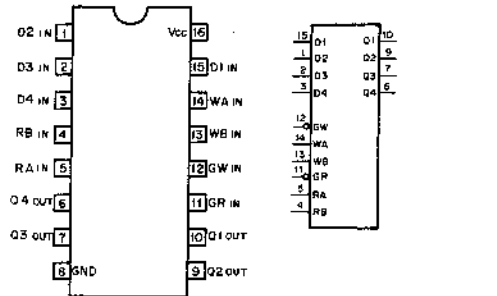 D2 IN 1
D3 IN 2
D4 IN 3
RB IN 4
RA IN 5
Q4 OUT 6
Q3 OUT 7
8 GND
Vcc 16
15 D1 IN
14 WA IN
13 WB IN
12 GW IN
11 GR IN
10 Q1 OUT
9 Q2 OUT
15 D1 Q1 10
1 D2 Q2 9
2 D3 Q3 7
3 D4 Q4 6
12 GW
14 WA
13 WB
11 GR
5 RA
4 RB